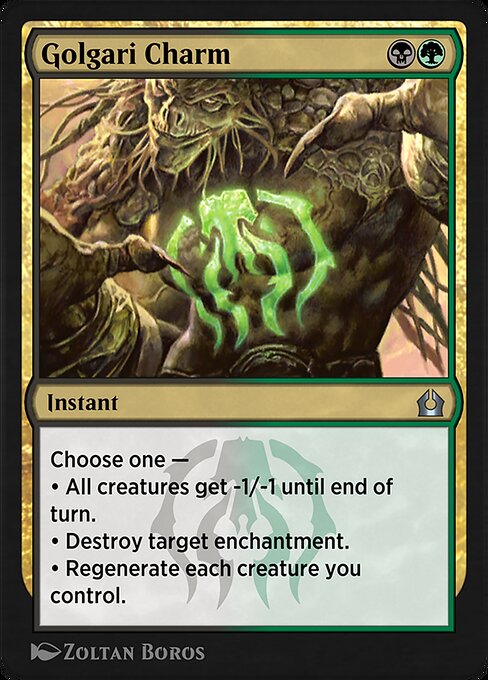 Golgari Charm
Instant
Choose one —
• All creatures get -1/-1 until end of
turn.
• Destroy target enchantment.
• Regenerate each creature you
control.
Zoltan Boros